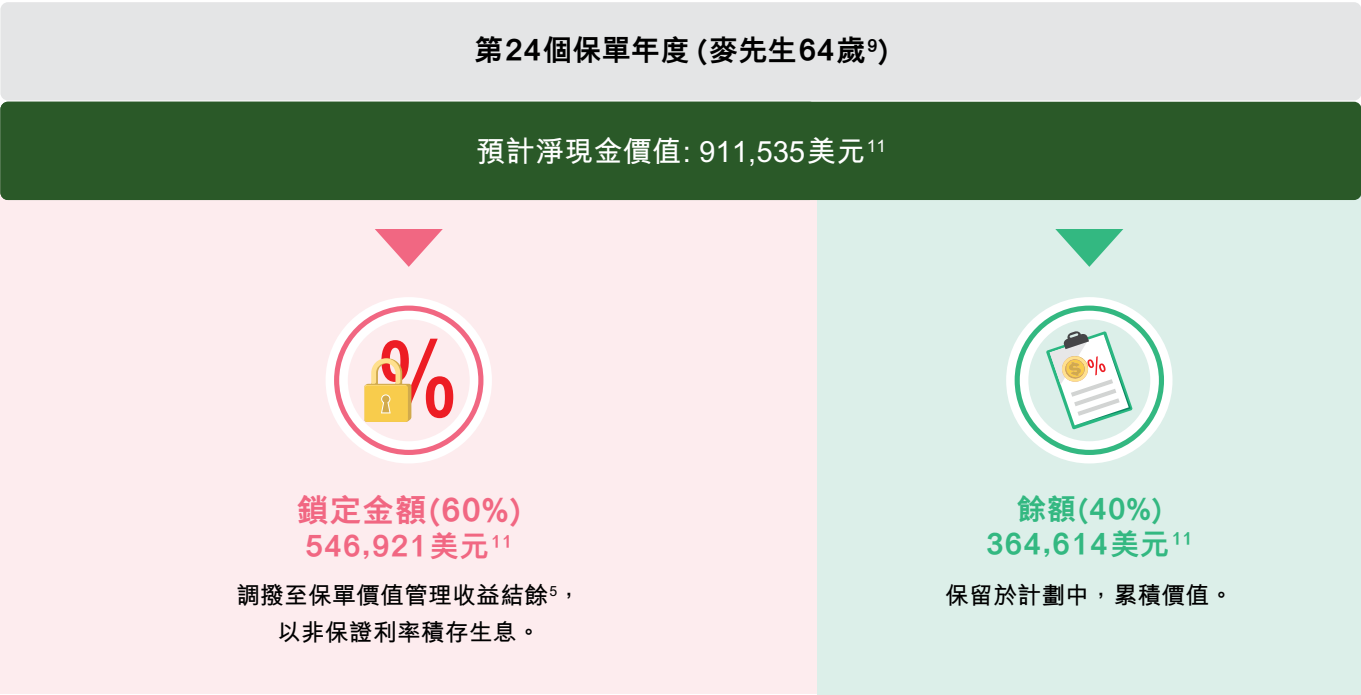 第24個保單年度 (麥先生64歲⁹)
預計淨現金價值: 911,535美元¹¹
%
鎖定金額(60%)
546,921美元¹¹
調撥至保單價值管理收益結餘⁵，
以非保證利率積存生息。
$%
餘額(40%)
364,614美元¹¹
保留於計劃中，累積價值。